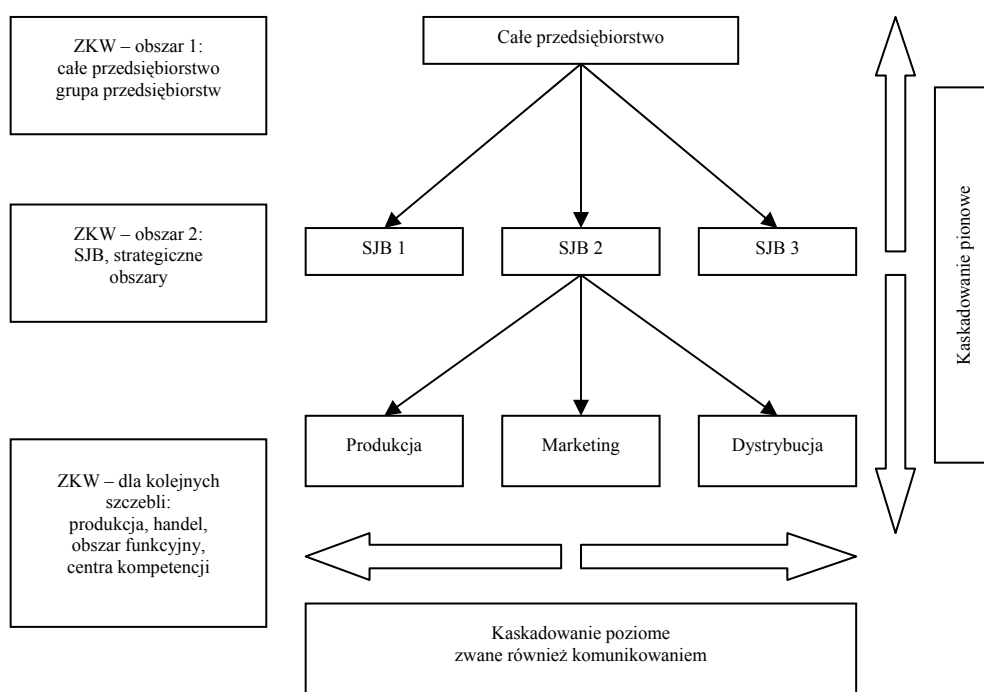 ZKW – obszar 1:
całe przedsiębiorstwo
grupa przedsiębiorstw
Całe przedsiębiorstwo
ZKW – obszar 2:
SJB, strategiczne
obszary
SJB 1
SJB 2
SJB 3
Kaskadowanie pionowe
Produkcja
Marketing
Dystrybucja
ZKW – dla kolejnych
szczebli:
produkcja, handel,
obszar funkcyjny,
centra kompetencji
Kaskadowanie poziome
zwane również komunikowaniem